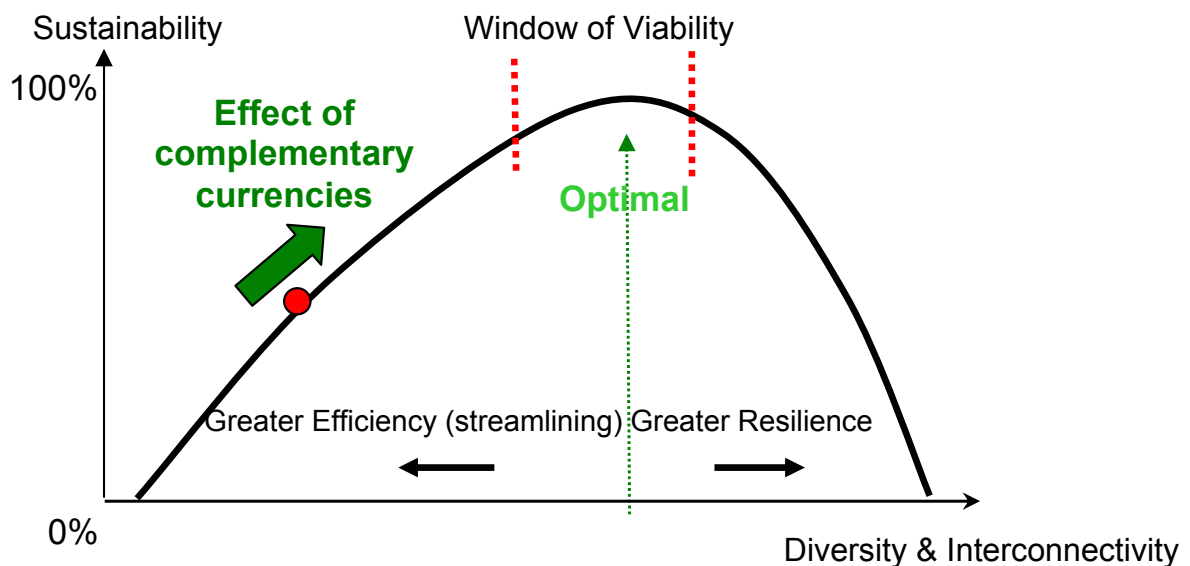 Sustainability
Window of Viability
100%
Effect of
complementary
currencies
Optimal
Greater Efficiency (streamlining)
Greater Resilience
0%
Diversity & Interconnectivity